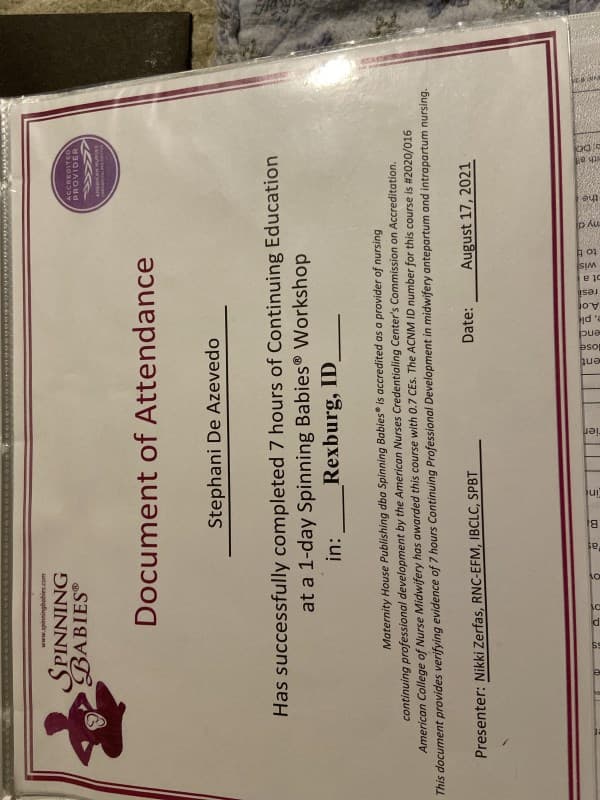 www.spinningbabies.com
SPINNING
BABIES®
ACCREDITED
PROVIDER
Document of Attendance
Stephani De Azevedo
Has successfully completed 7 hours of Continuing Education
at a 1-day Spinning Babies® Workshop
in: ___Rexburg, ID___
Maternity House Publishing dba Spinning Babies® is accredited as a provider of nursing
continuing professional development by the American Nurses Credentialing Center's Commission on Accreditation.
American College of Nurse Midwifery has awarded this course with 0.7 CEs. The ACNM ID number for this course is #2020/016
This document provides verifying evidence of 7 hours Continuing Professional Development in midwifery antepartum and intrapartum nursing.
Presenter: Nikki Zerfas, RNC-EFM, IBCLC, SPBT
Date: August 17, 2021